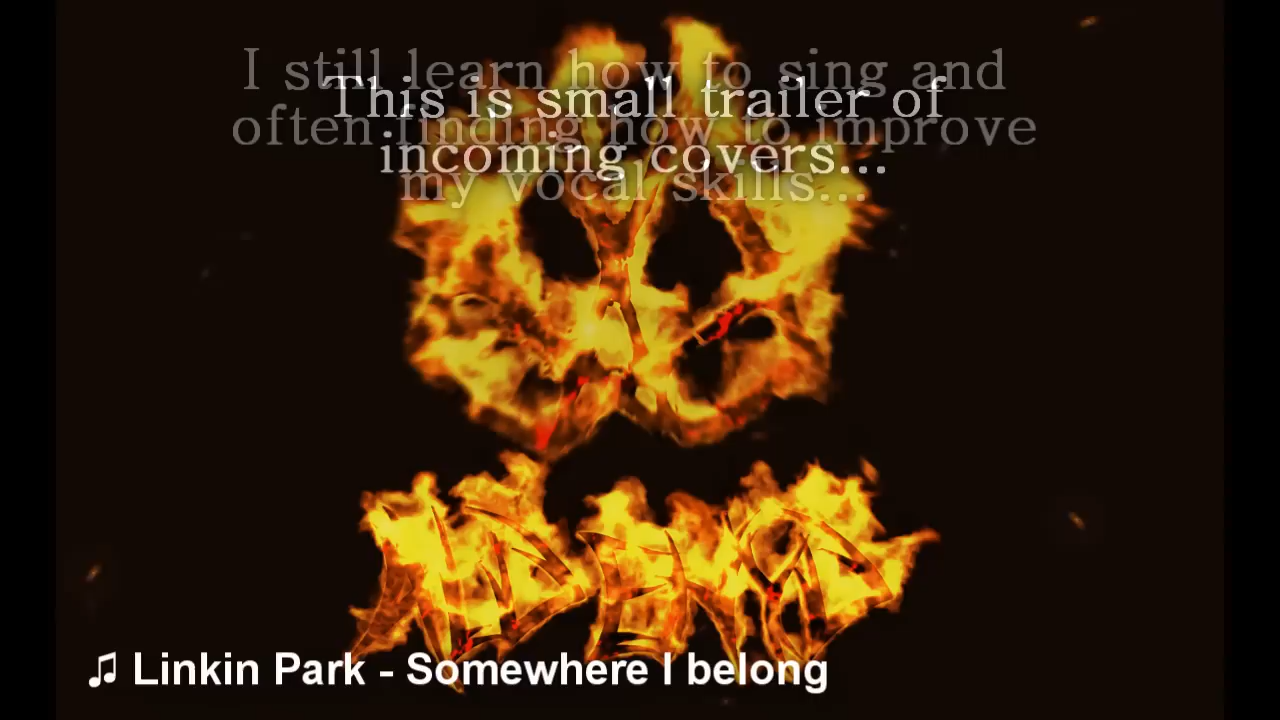 I still learn how to sing and
often finding how to improve
my vocal skills...
This is small trailer of
incoming covers...
♫ Linkin Park - Somewhere I belong